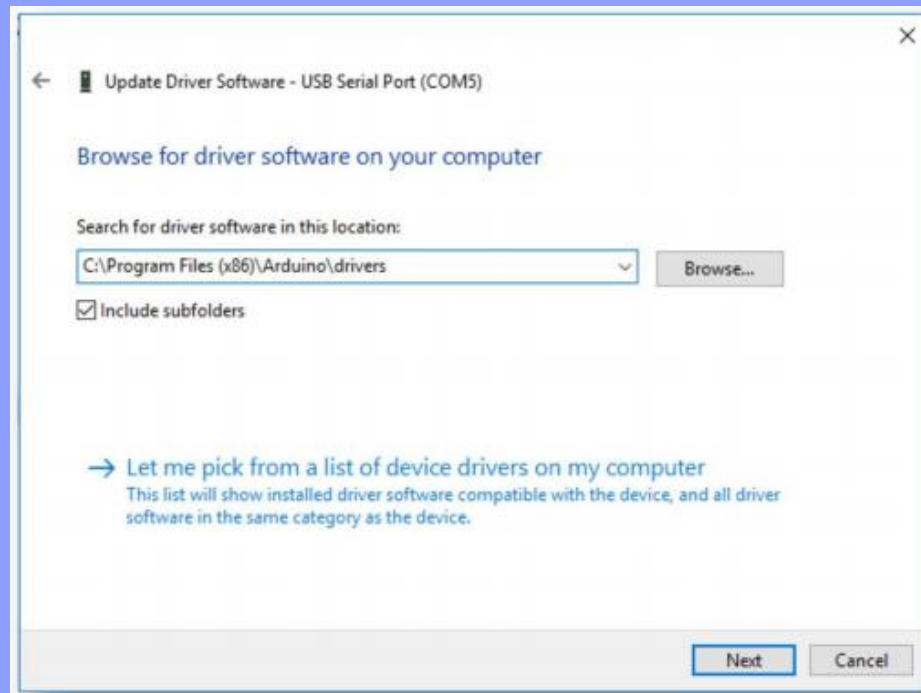 Update Driver Software - USB Serial Port (COM5)
Browse for driver software on your computer
Search for driver software in this location:
C:\Program Files (x86)\Arduino\drivers
Browse...
Include subfolders
Let me pick from a list of device drivers on my computer
This list will show installed driver software compatible with the device, and all driver
software in the same category as the device.
Next
Cancel